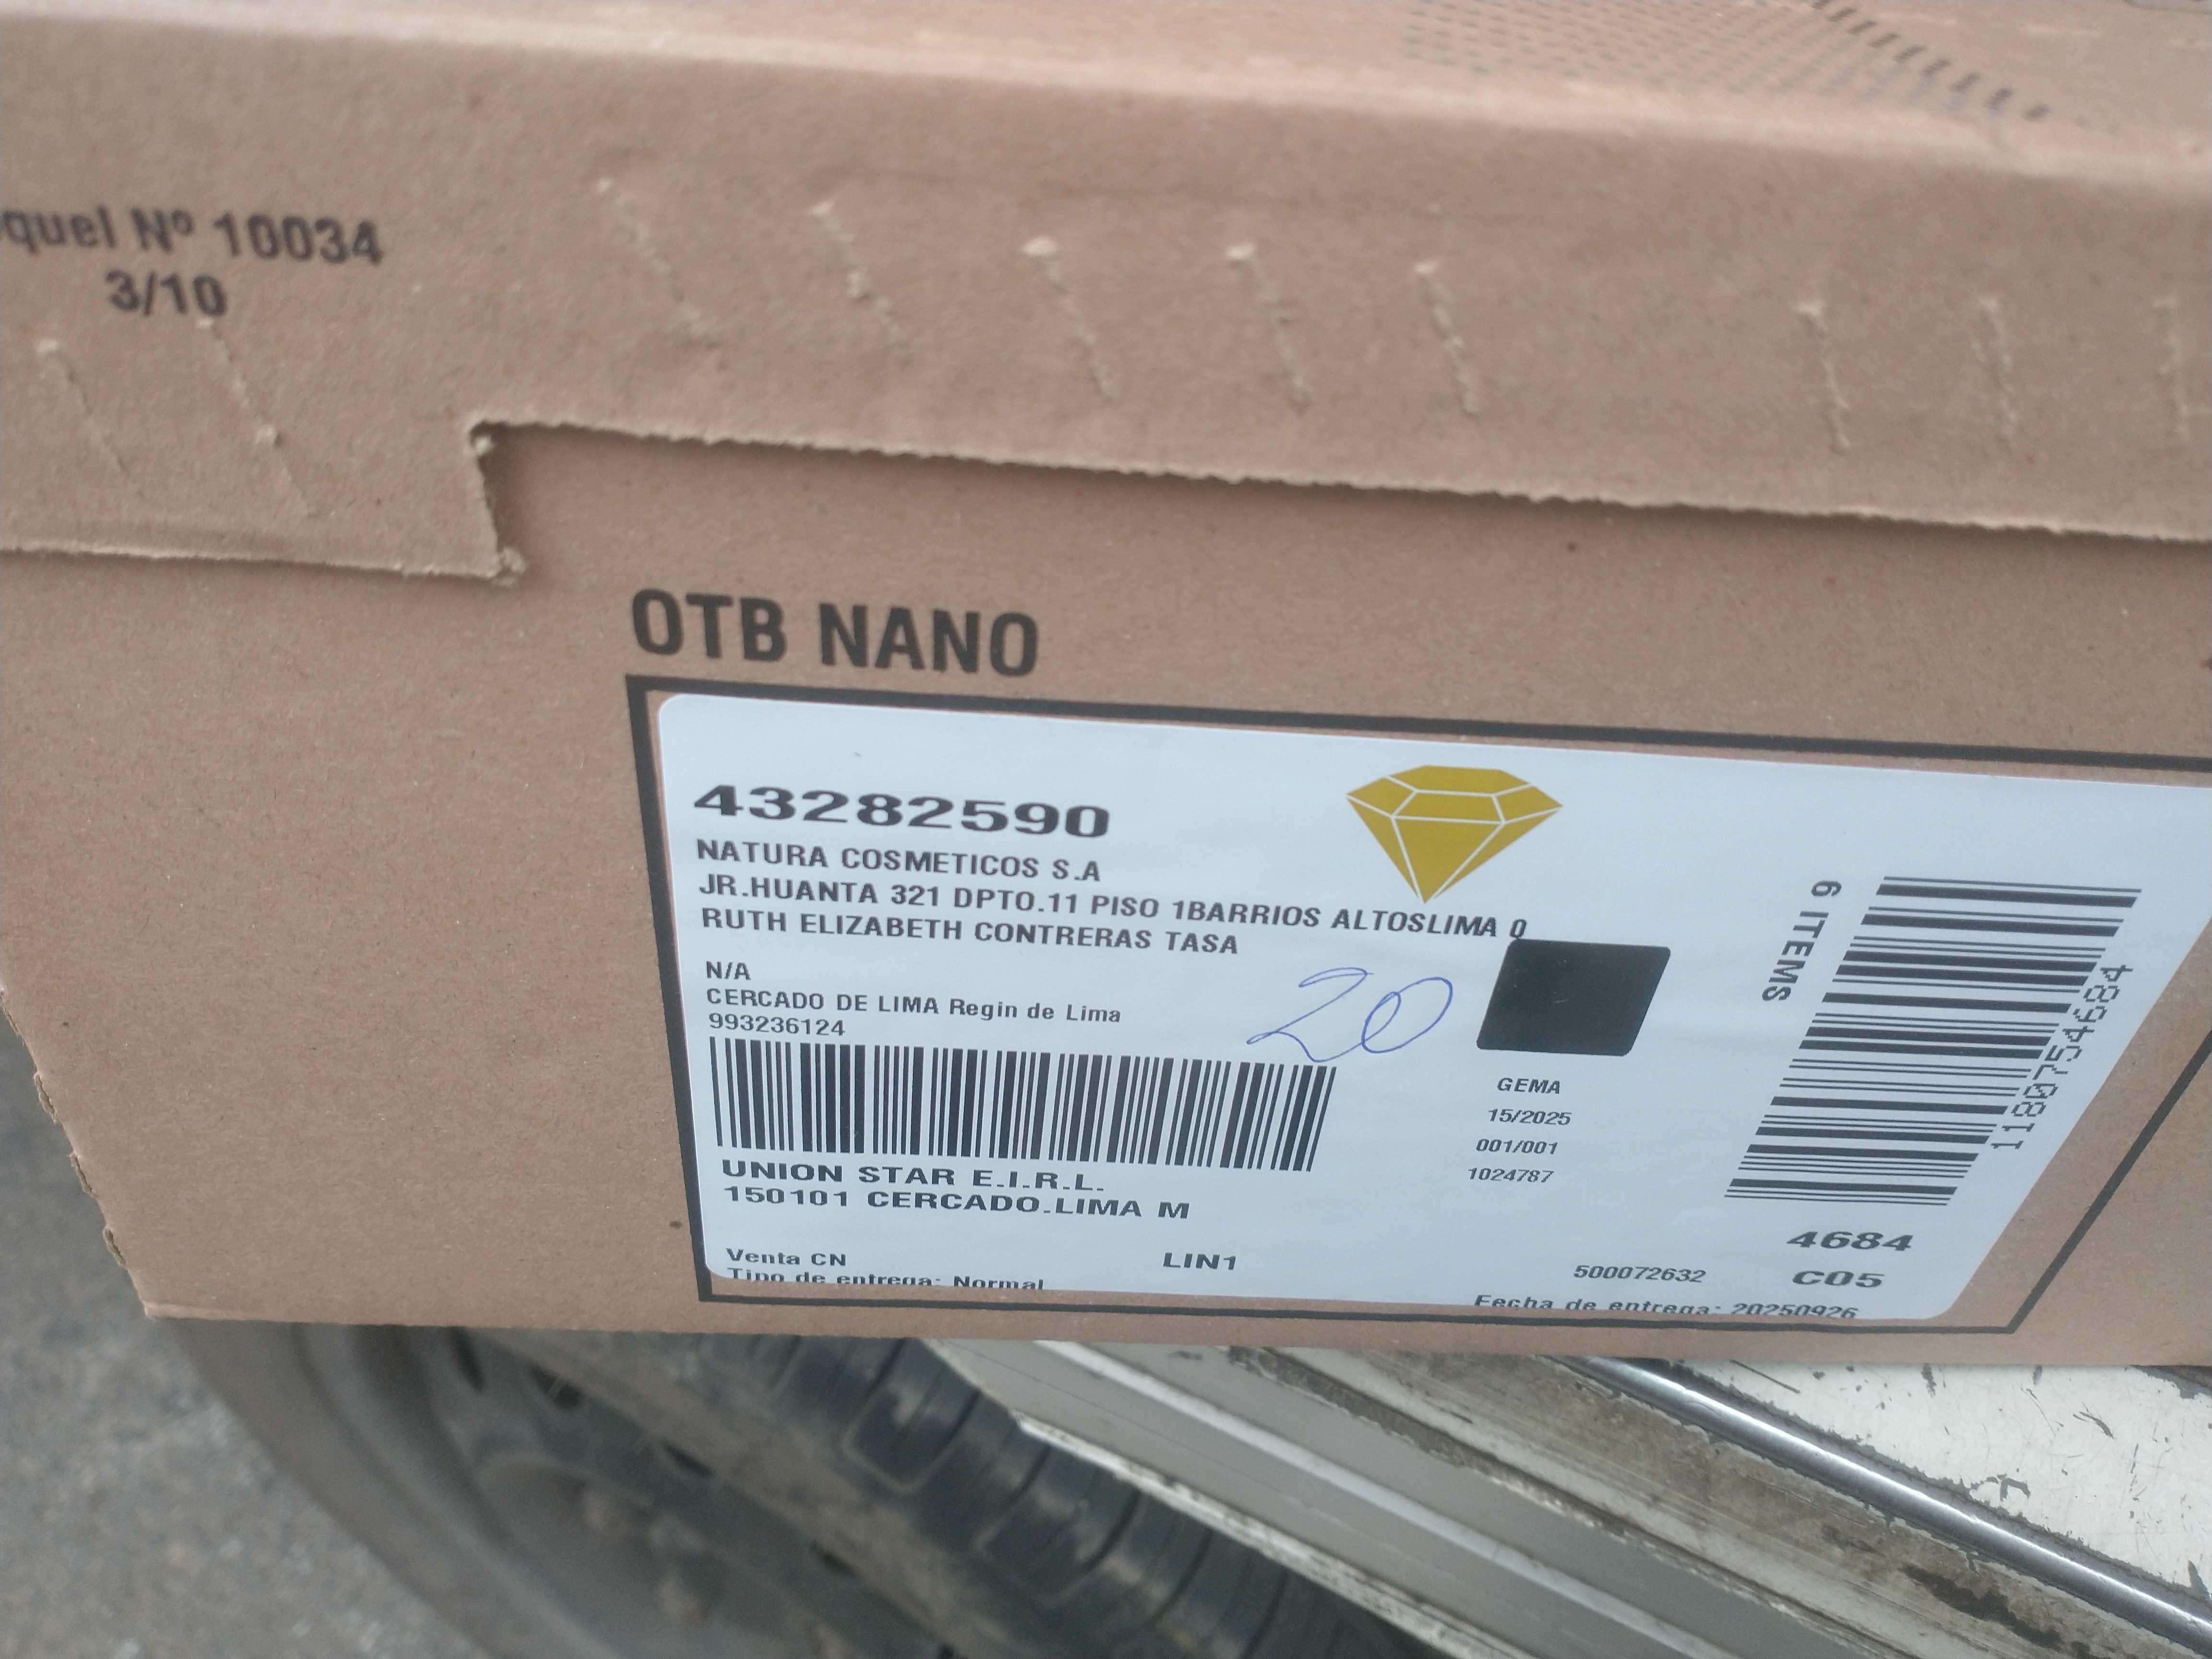 quel Nº 10034
3/10
OTB NANO
43282590
NATURA COSMETICOS S.A
JR.HUANTA 321 DPTO.11 PISO 1BARRIOS ALTOSLIMA 0
RUTH ELIZABETH CONTRERAS TASA
N/A
CERCADO DE LIMA Regin de Lima
993236124
20
6 ITEMS
1180754684
GEMA
15/2025
001/001
1024787
UNION STAR E.I.R.L.
150101 CERCADO.LIMA M
4684
Venta CN
LIN1
500072632
C05
Tipo de entrega: Normal
Fecha de entrega: 20250926